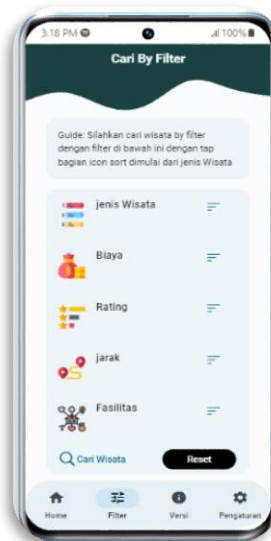 3:18 PM
100%
Cari By Filter
Guide: Silahkan cari wisata by filter
dengan filter di bawah ini dengan tap
bagian icon sort dimulai dari jenis Wisata
jenis Wisata
Biaya
Rating
jarak
Fasilitas
Cari Wisata
Reset
Home
Filter
Versi
Pengaturan